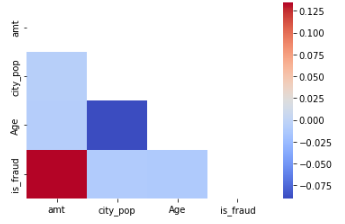 amt
city_pop
Age
is_fraud
amt
city_pop
Age
is_fraud
0.125
0.100
0.075
0.050
0.025
0.000
−0.025
−0.050
−0.075